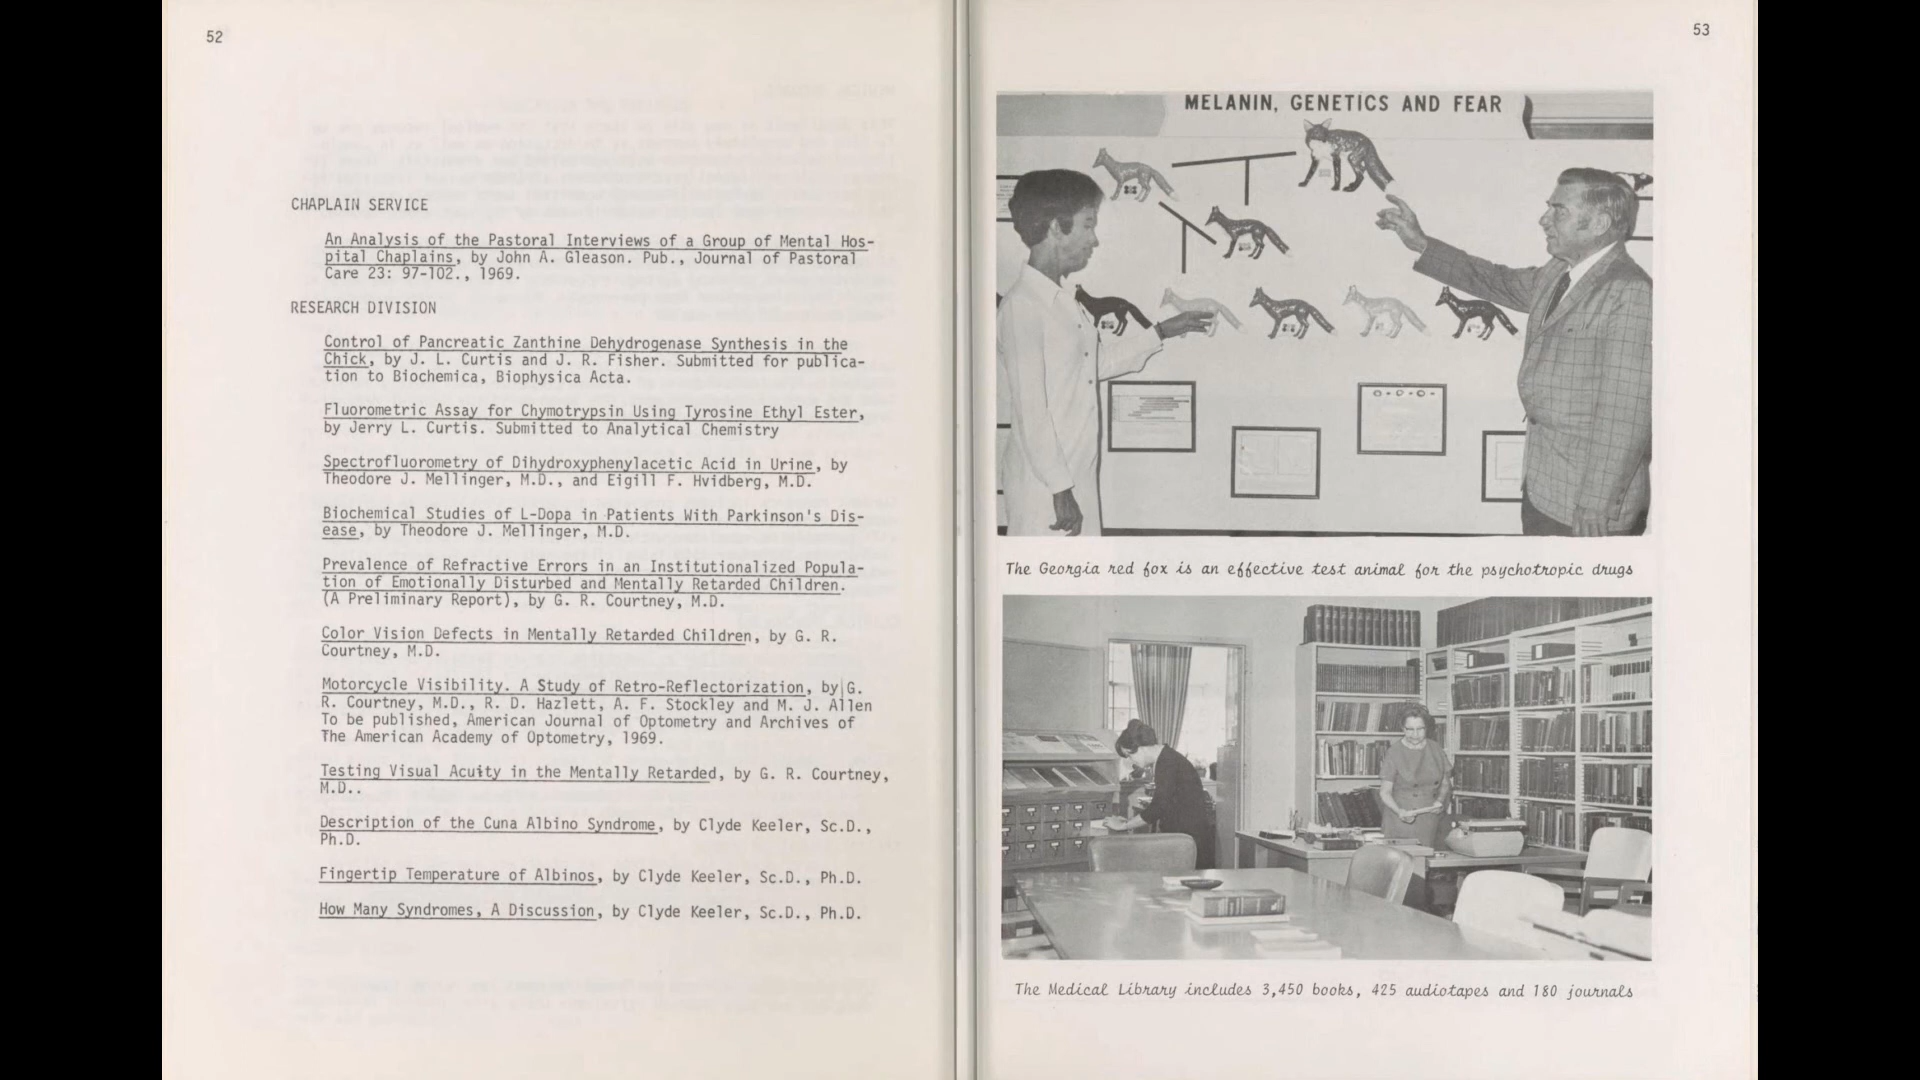 52
CHAPLAIN SERVICE
An Analysis of the Pastoral Interviews of a Group of Mental Hos-
pital Chaplains, by John A. Gleason. Pub., Journal of Pastoral
Care 23: 97-102., 1969.
RESEARCH DIVISION
Control of Pancreatic Zanthine Dehydrogenase Synthesis in the
Chick, by J. L. Curtis and J. R. Fisher. Submitted for publica-
tion to Biochemica, Biophysica Acta.
Fluorometric Assay for Chymotrypsin Using Tyrosine Ethyl Ester,
by Jerry L. Curtis. Submitted to Analytical Chemistry
Spectrofluorometry of Dihydroxyphenylacetic Acid in Urine, by
Theodore J. Mellinger, M.D., and Eigill F. Hvidberg, M.D.
Biochemical Studies of L-Dopa in Patients With Parkinson's Dis-
ease, by Theodore J. Mellinger, M.D.
Prevalence of Refractive Errors in an Institutionalized Popula-
tion of Emotionally Disturbed and Mentally Retarded Children.
(A Preliminary Report), by G. R. Courtney, M.D.
Color Vision Defects in Mentally Retarded Children, by G. R.
Courtney, M.D.
Motorcycle Visibility. A Study of Retro-Reflectorization, by G.
R. Courtney, M.D., R. D. Hazlett, A. F. Stockley and M. J. Allen
To be published, American Journal of Optometry and Archives of
The American Academy of Optometry, 1969.
Testing Visual Acuity in the Mentally Retarded, by G. R. Courtney,
M.D..
Description of the Cuna Albino Syndrome, by Clyde Keeler, Sc.D.,
Ph.D.
Fingertip Temperature of Albinos, by Clyde Keeler, Sc.D., Ph.D.
How Many Syndromes, A Discussion, by Clyde Keeler, Sc.D., Ph.D.
53
MELANIN, GENETICS AND FEAR
The Georgia red fox is an effective test animal for the psychotropic drugs
The Medical Library includes 3,450 books, 425 audiotapes and 180 journals